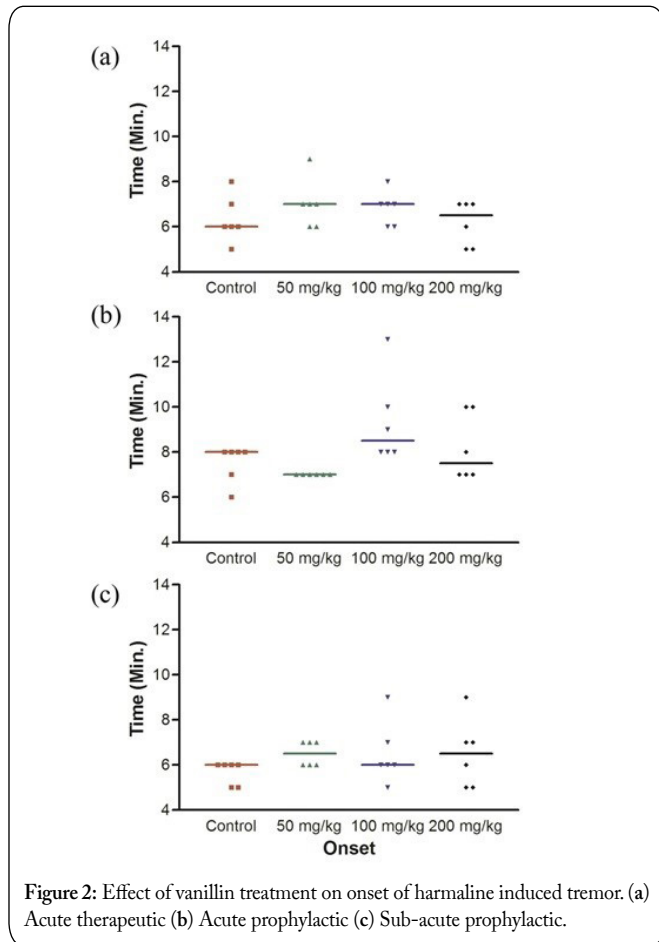 (a)
14
12
10
8
6
4
Time (Min.)
Control 50 mg/kg 100 mg/kg 200 mg/kg
(b)
14
12
10
8
6
4
Time (Min.)
Control 50 mg/kg 100 mg/kg 200 mg/kg
(c)
14
12
10
8
6
4
Time (Min.)
Control 50 mg/kg 100 mg/kg 200 mg/kg
Onset
Figure 2: Effect of vanillin treatment on onset of harmaline induced tremor. (a)
Acute therapeutic (b) Acute prophylactic (c) Sub-acute prophylactic.